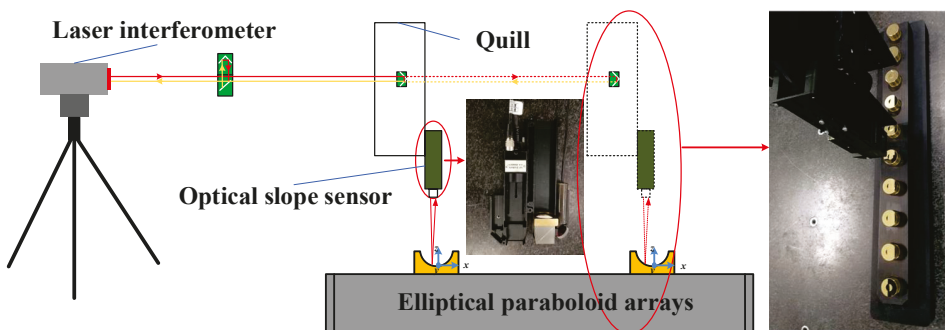 Laser interferometer
Quill
Optical slope sensor
x
x
Elliptical paraboloid arrays